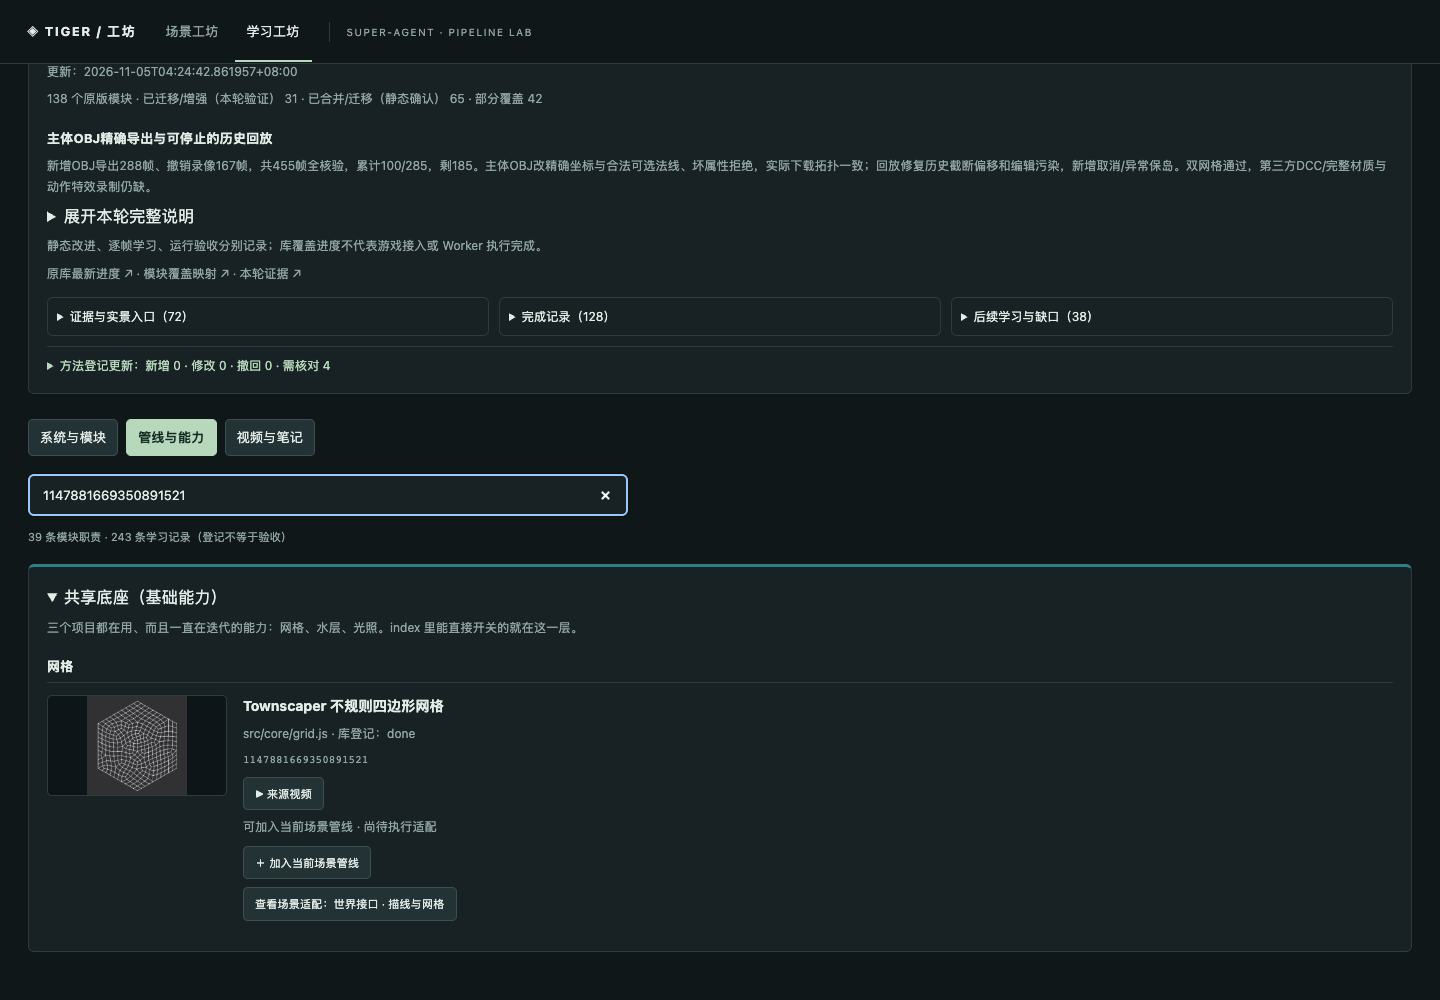 ◈ TIGER / 工坊 场景工坊 学习工坊 SUPER-AGENT · PIPELINE LAB
更新：2026-11-05T04:24:42.861957+08:00
138 个原版模块 · 已迁移/增强（本轮验证） 31 · 已合并/迁移（静态确认） 65 · 部分覆盖 42
主体OBJ精确导出与可停止的历史回放
新增OBJ导出288帧、撤销录像167帧，共455帧全核验，累计100/285，剩185。主体OBJ改精确坐标与合法可选法线、坏属性拒绝，实际下载拓扑一致；回放修复历史截断偏移和编辑污染，新增取消/异常保岛。双网格通过，第三方DCC/完整材质与
动作特效录制仍缺。
▶ 展开本轮完整说明
静态改进、逐帧学习、运行验收分别记录；库覆盖进度不代表游戏接入或 Worker 执行完成。
原库最新进度 ↗ · 模块覆盖映射 ↗ · 本轮证据 ↗
▶ 证据与实景入口（72） ▶ 完成记录（128） ▶ 后续学习与缺口（38）
▶ 方法登记更新：新增 0 · 修改 0 · 撤回 0 · 需核对 4
系统与模块 管线与能力 视频与笔记
1147881669350891521 ×
39 条模块职责 · 243 条学习记录（登记不等于验收）
▼ 共享底座（基础能力）
三个项目都在用、而且一直在迭代的能力：网格、水层、光照。index 里能直接开关的就在这一层。
网格
Townscaper 不规则四边形网格
src/core/grid.js · 库登记：done
1147881669350891521
▶ 来源视频
可加入当前场景管线 · 尚待执行适配
＋ 加入当前场景管线
查看场景适配：世界接口 · 描线与网格